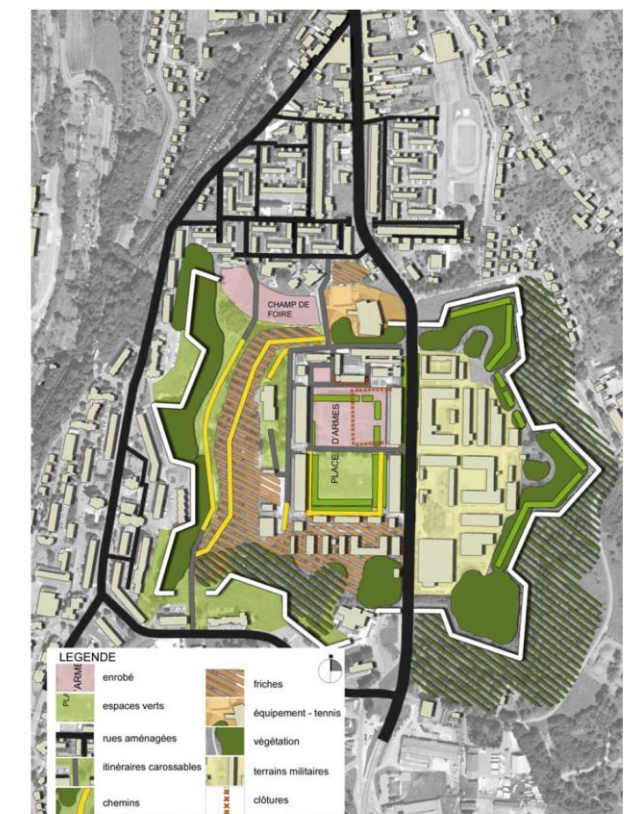 CHAMP DE
FOIRE
PLACE D'ARMES
LEGENDE
enrobé
espaces verts
rues aménagées
itinéraires carossables
chemins
friches
équipement - tennis
végétation
terrains militaires
clôtures